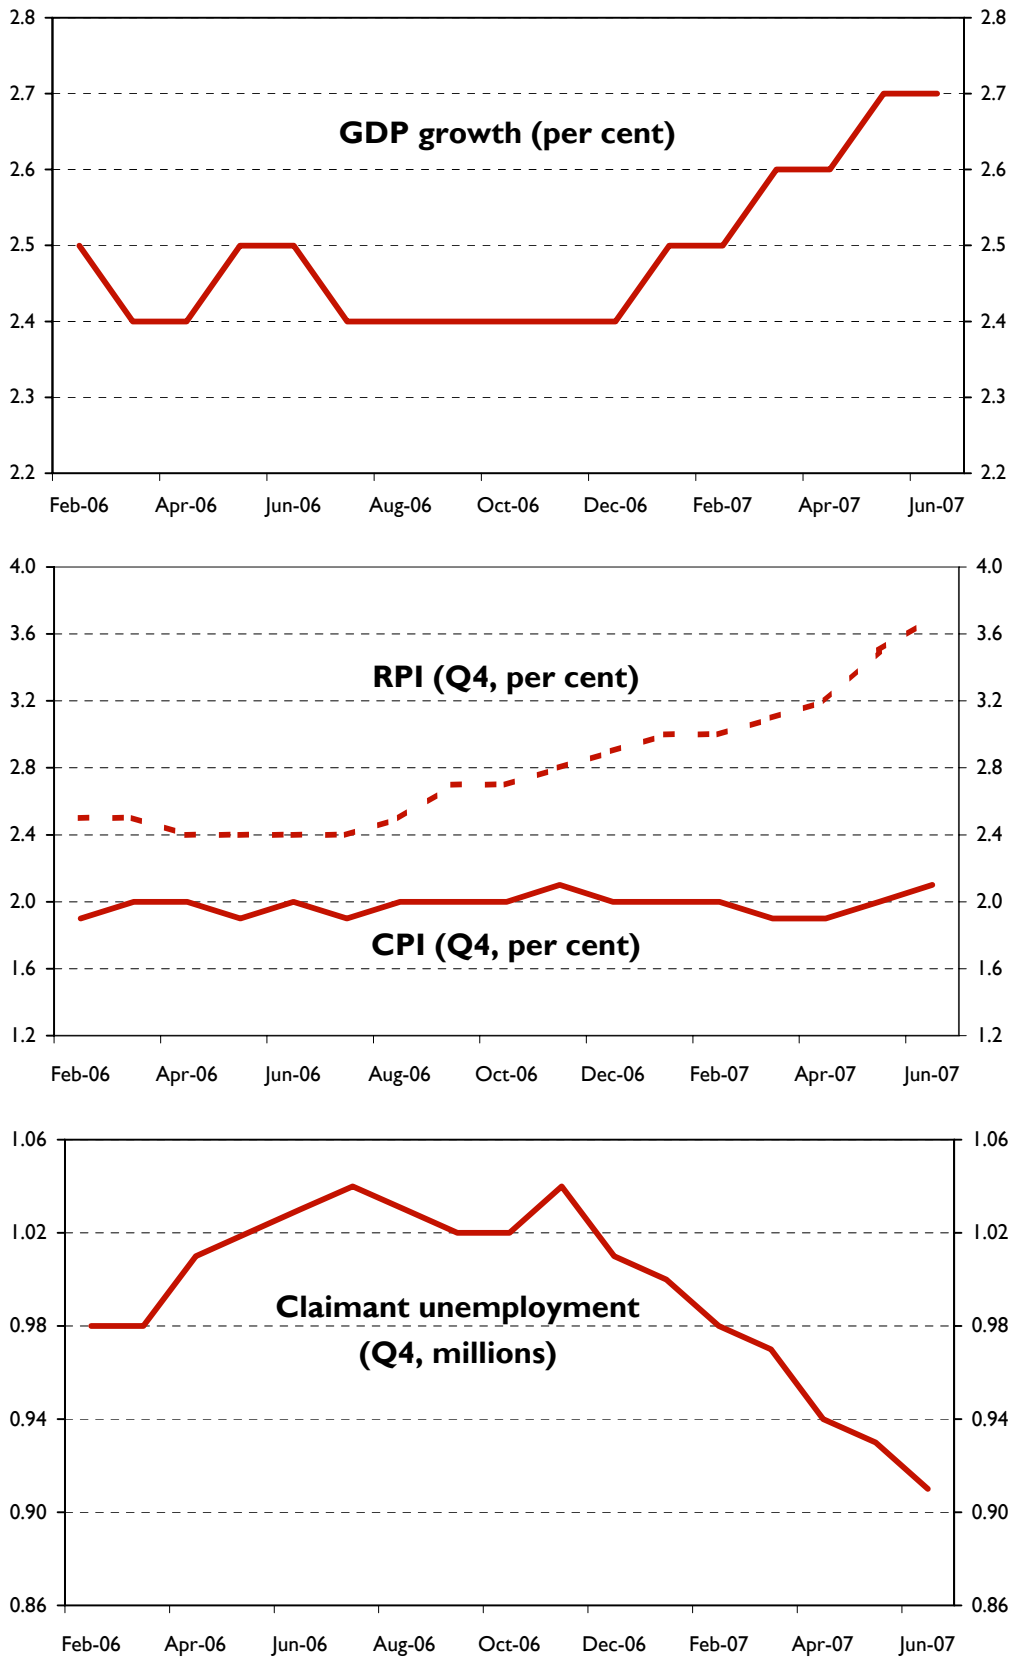 2.8 2.8
2.7 2.7
GDP growth (per cent)
2.6 2.6
2.5 2.5
2.4 2.4
2.3 2.3
2.2 2.2
Feb-06 Apr-06 Jun-06 Aug-06 Oct-06 Dec-06 Feb-07 Apr-07 Jun-07
4.0 4.0
3.6 3.6
RPI (Q4, per cent)
3.2 3.2
2.8 2.8
2.4 2.4
2.0 2.0
CPI (Q4, per cent)
1.6 1.6
1.2 1.2
Feb-06 Apr-06 Jun-06 Aug-06 Oct-06 Dec-06 Feb-07 Apr-07 Jun-07
1.06 1.06
1.02 1.02
Claimant unemployment
0.98 0.98
(Q4, millions)
0.94 0.94
0.90 0.90
0.86 0.86
Feb-06 Apr-06 Jun-06 Aug-06 Oct-06 Dec-06 Feb-07 Apr-07 Jun-07